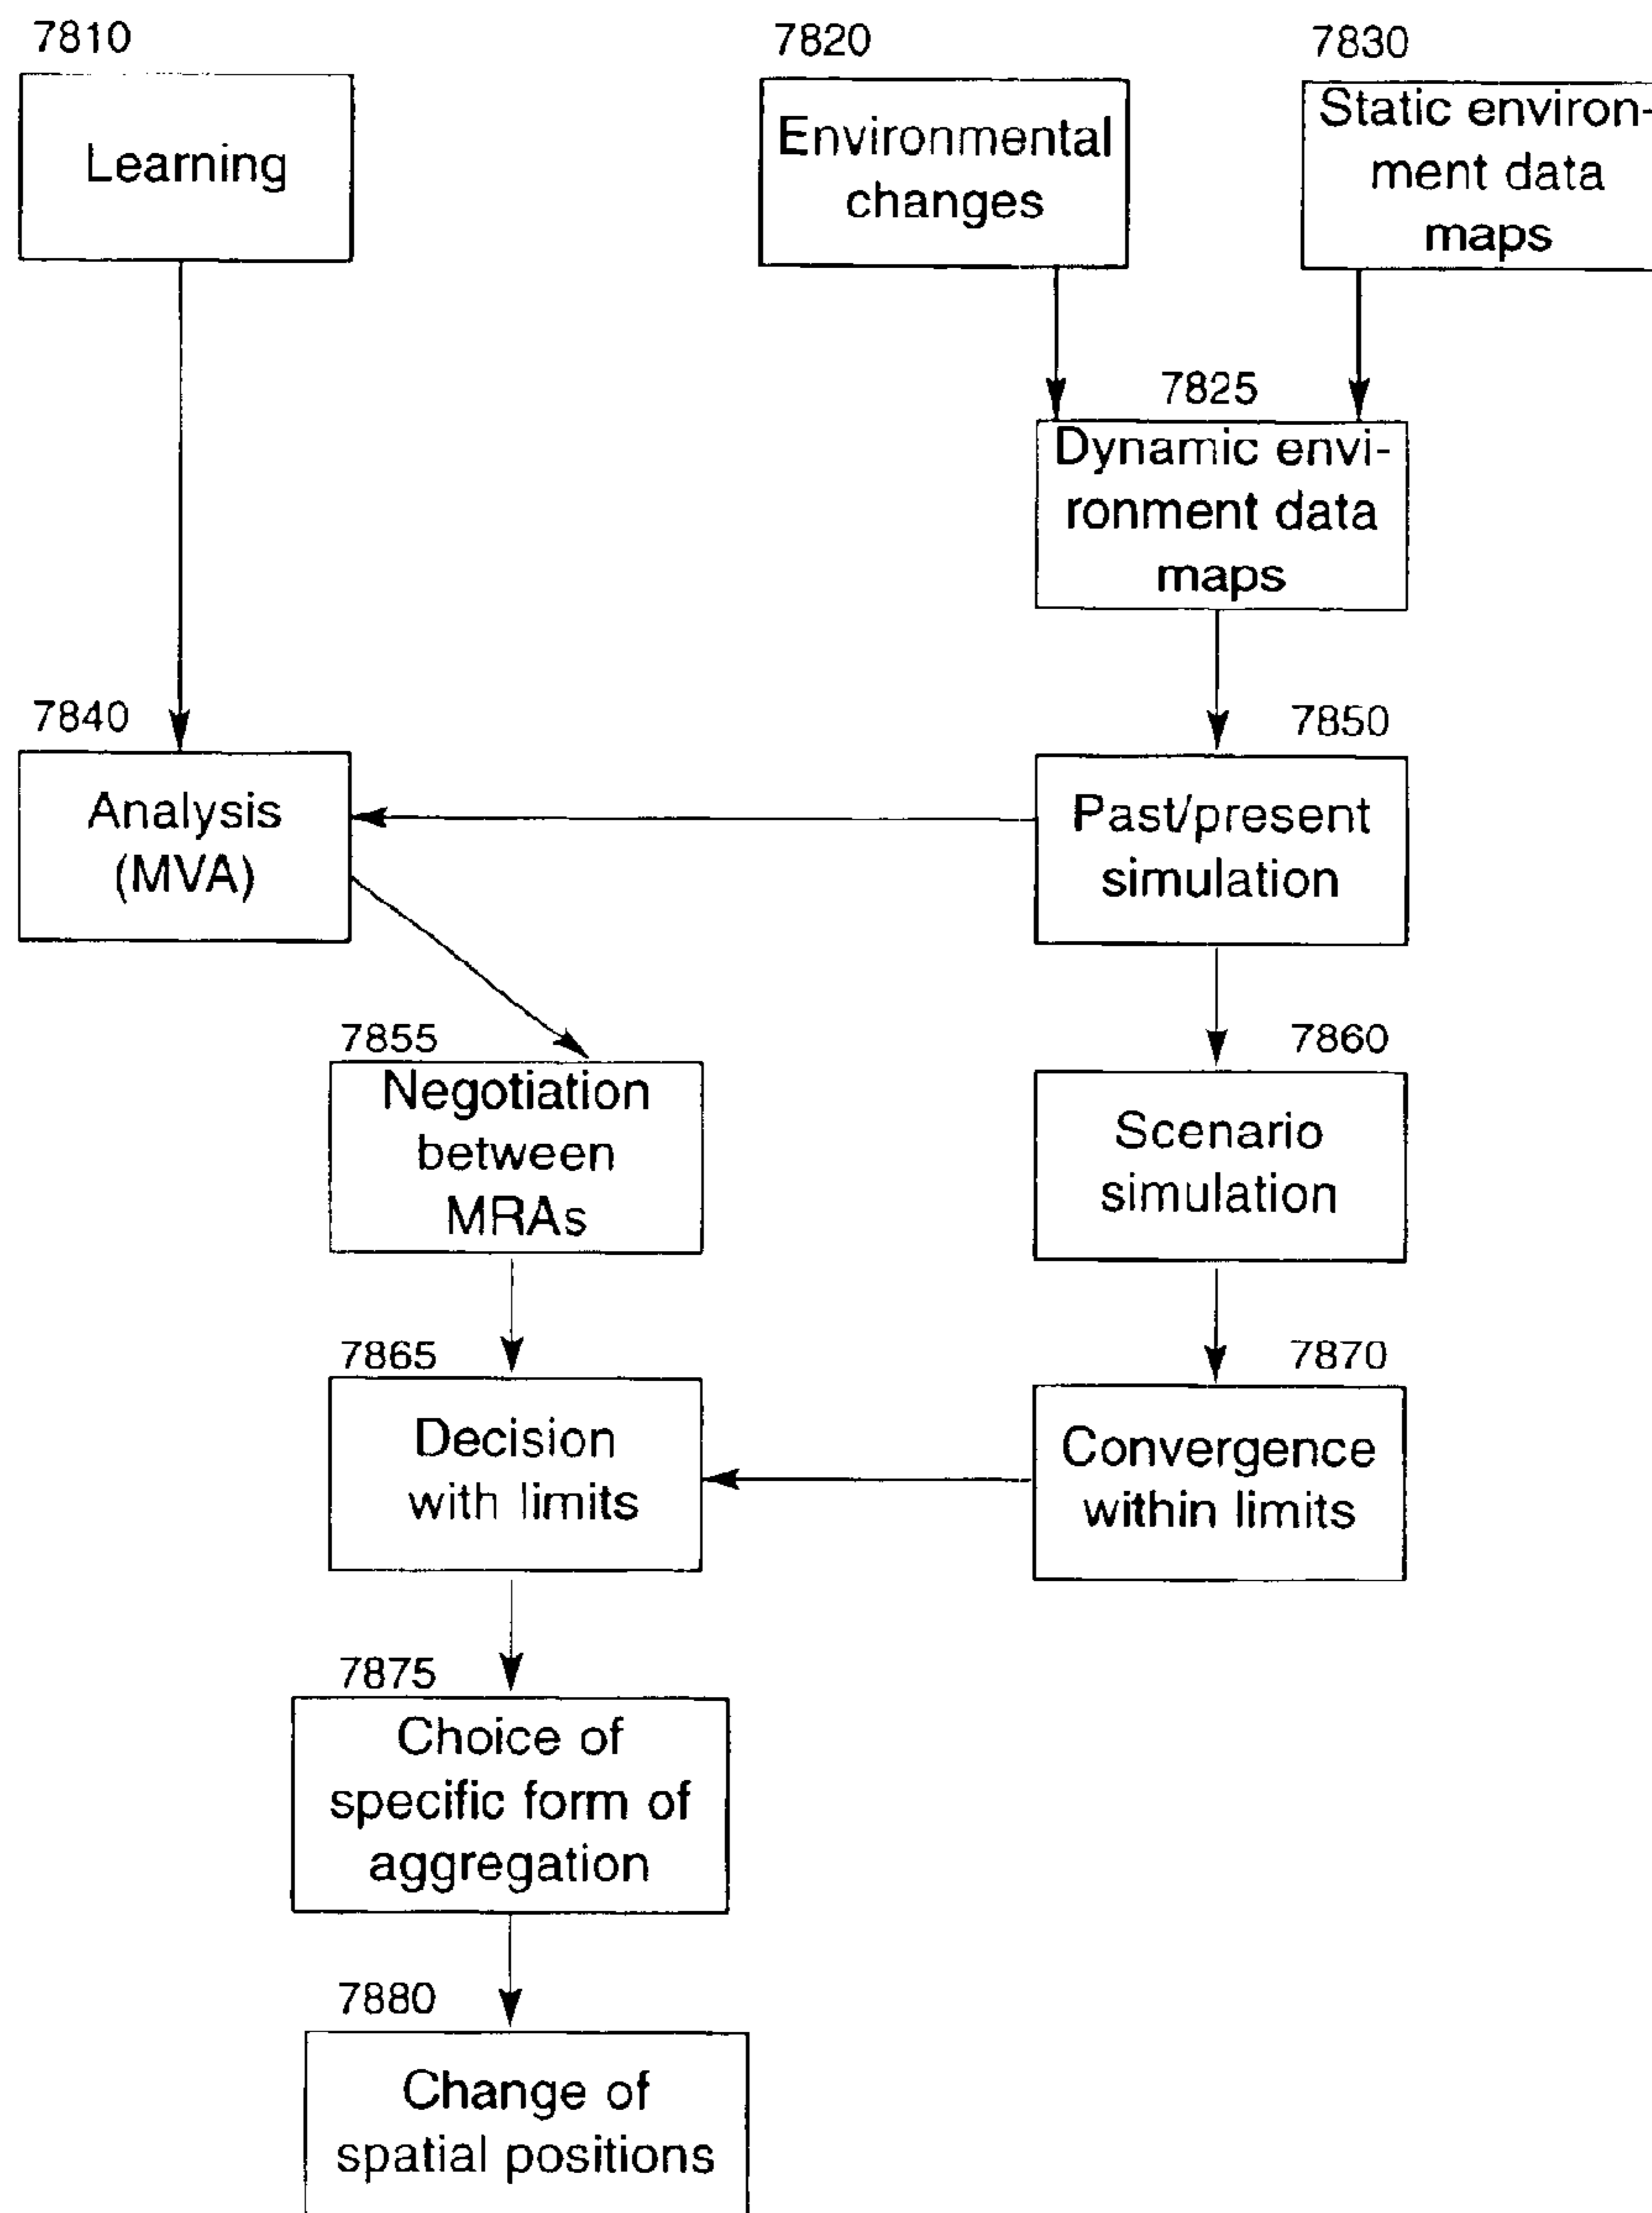 7810
Learning
7820
Environmental
changes
7830
Static environ-
ment data
maps
7825
Dynamic envi-
ronment data
maps
7840
Analysis
(MVA)
7850
Past/present
simulation
7855
Negotiation
between
MRAs
7860
Scenario
simulation
7865
Decision
with limits
7870
Convergence
within limits
7875
Choice of
specific form of
aggregation
7880
Change of
spatial positions